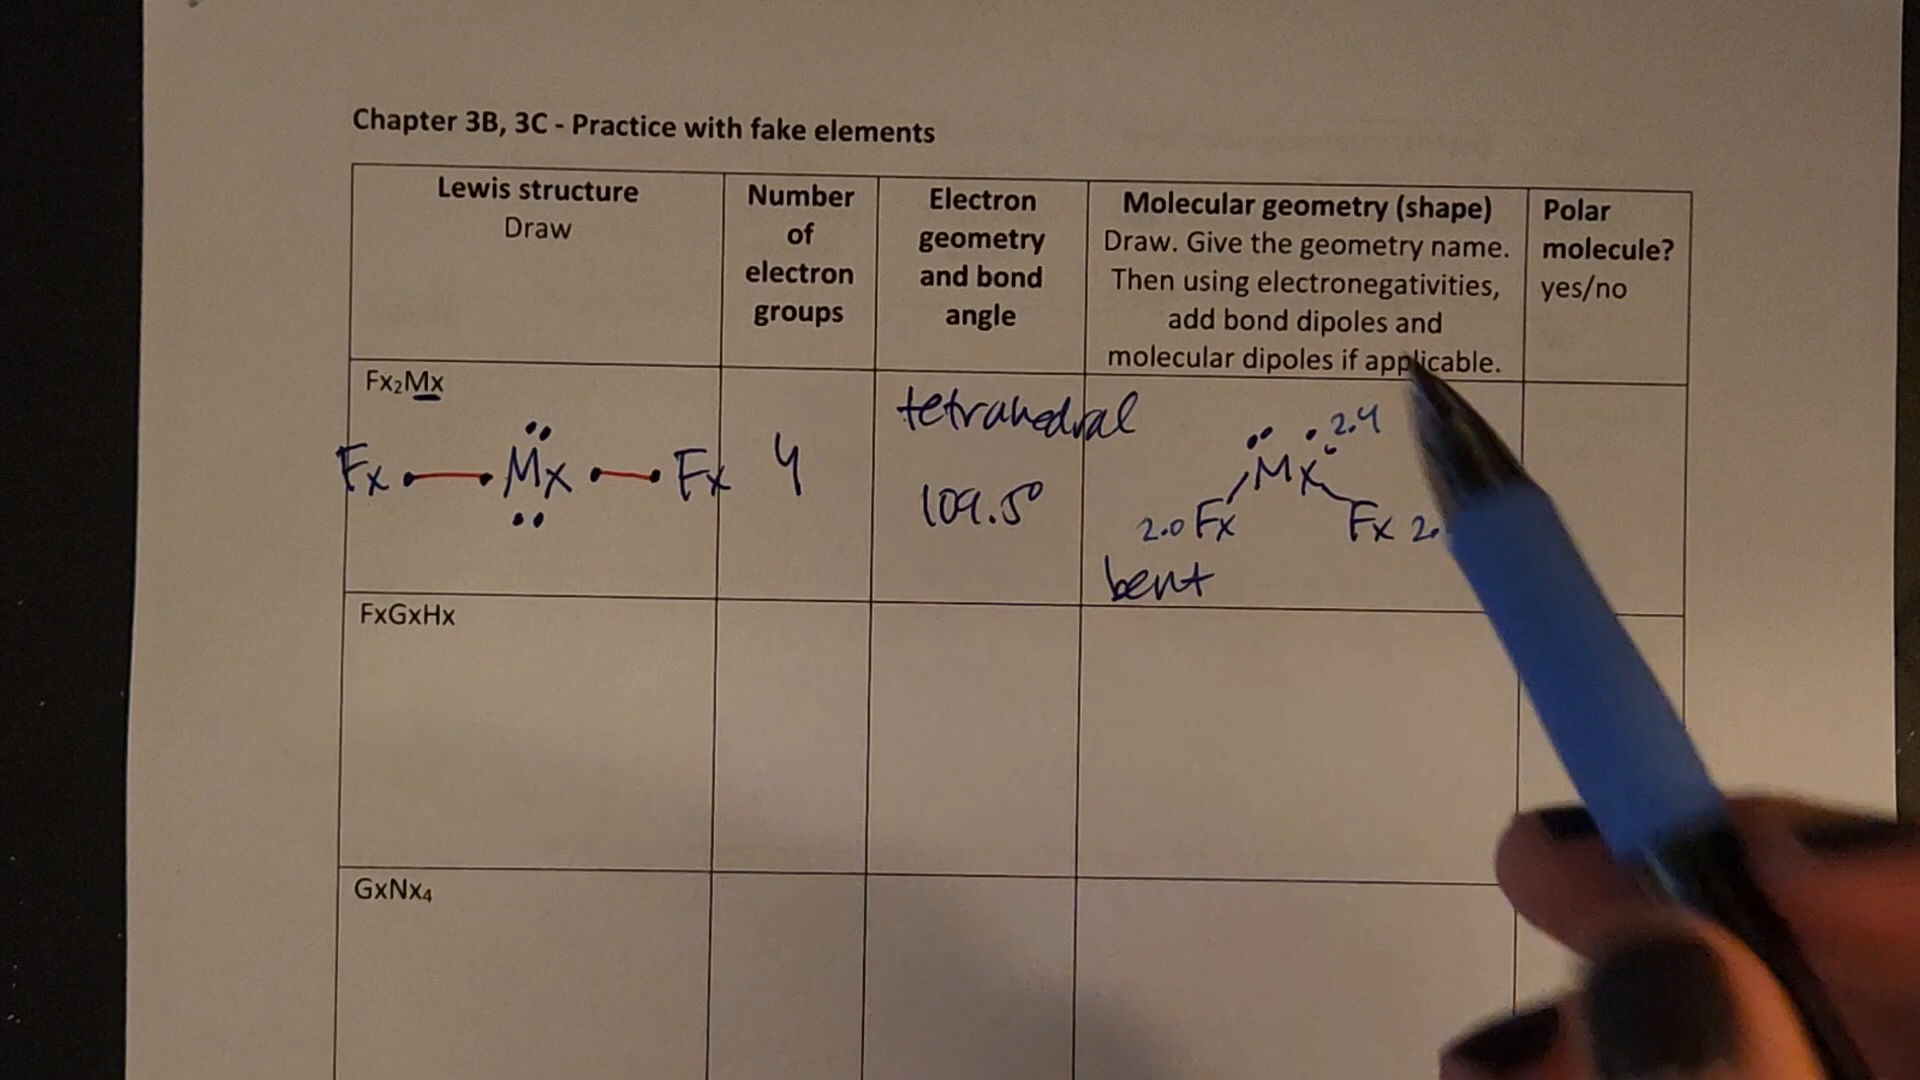 Chapter 3B, 3C - Practice with fake elements
Lewis structure
Draw
Number
of
electron
groups
Electron
geometry
and bond
angle
Molecular geometry (shape)
Draw. Give the geometry name.
Then using electronegativities,
add bond dipoles and
molecular dipoles if applicable.
Polar
molecule?
yes/no
Fx₂Mx
Fx Mx Fx
4
tetrahedral
109.5°
2.4
Mx
2.0 Fx
Fx 2.
bent
FxGxHx
GxNx₄